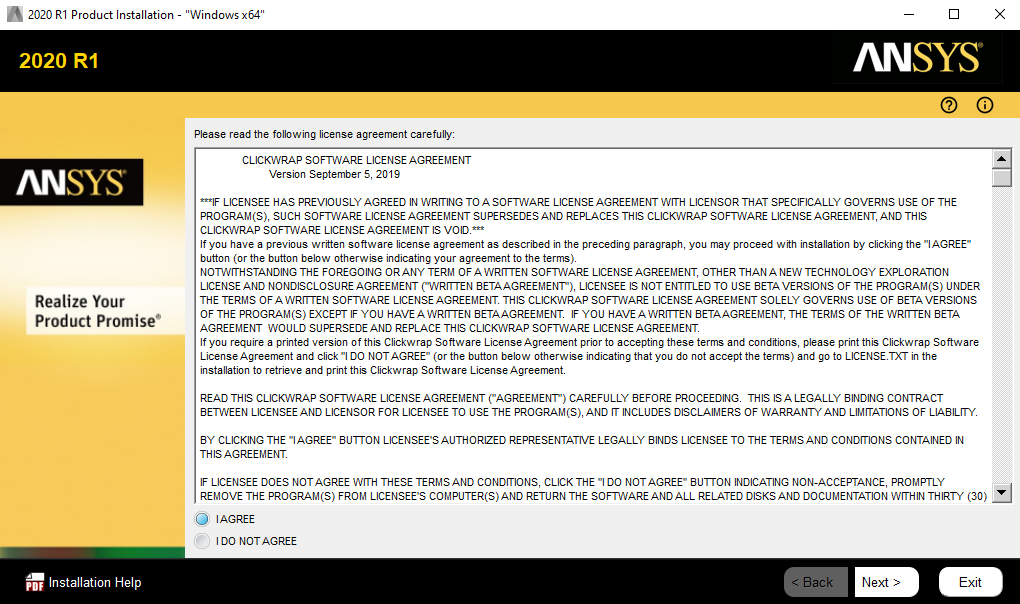 2020 R1 Product Installation - "Windows x64"
2020 R1
ANSYS®
Please read the following license agreement carefully:
ANSYS®
Realize Your
Product Promise®
CLICKWRAP SOFTWARE LICENSE AGREEMENT
Version September 5, 2019
***IF LICENSEE HAS PREVIOUSLY AGREED IN WRITING TO A SOFTWARE LICENSE AGREEMENT WITH LICENSOR THAT SPECIFICALLY GOVERNS USE OF THE
PROGRAM(S), SUCH SOFTWARE LICENSE AGREEMENT SUPERSEDES AND REPLACES THIS CLICKWRAP SOFTWARE LICENSE AGREEMENT, AND THIS
CLICKWRAP SOFTWARE LICENSE AGREEMENT IS VOID.***
If you have a previous written software license agreement as described in the preceding paragraph, you may proceed with installation by clicking the "I AGREE"
button (or the button below otherwise indicating your agreement to the terms).
NOTWITHSTANDING THE FOREGOING OR ANY TERM OF A WRITTEN SOFTWARE LICENSE AGREEMENT, OTHER THAN A NEW TECHNOLOGY EXPLORATION
LICENSE AND NONDISCLOSURE AGREEMENT ("WRITTEN BETA AGREEMENT"), LICENSEE IS NOT ENTITLED TO USE BETA VERSIONS OF THE PROGRAM(S) UNDER
THE TERMS OF A WRITTEN SOFTWARE LICENSE AGREEMENT. THIS CLICKWRAP SOFTWARE LICENSE AGREEMENT SOLELY GOVERNS USE OF BETA VERSIONS
OF THE PROGRAM(S) EXCEPT IF YOU HAVE A WRITTEN BETA AGREEMENT. IF YOU HAVE A WRITTEN BETA AGREEMENT, THE TERMS OF THE WRITTEN BETA
AGREEMENT WOULD SUPERSEDE AND REPLACE THIS CLICKWRAP SOFTWARE LICENSE AGREEMENT.
If you require a printed version of this Clickwrap Software License Agreement prior to accepting these terms and conditions, please print this Clickwrap Software
License Agreement and click "I DO NOT AGREE" (or the button below otherwise indicating that you do not accept the terms) and go to LICENSE.TXT in the
installation to retrieve and print this Clickwrap Software License Agreement.
READ THIS CLICKWRAP SOFTWARE LICENSE AGREEMENT ("AGREEMENT") CAREFULLY BEFORE PROCEEDING. THIS IS A LEGALLY BINDING CONTRACT
BETWEEN LICENSEE AND LICENSOR FOR LICENSEE TO USE THE PROGRAM(S), AND IT INCLUDES DISCLAIMERS OF WARRANTY AND LIMITATIONS OF LIABILITY.
BY CLICKING THE "I AGREE" BUTTON LICENSEE'S AUTHORIZED REPRESENTATIVE LEGALLY BINDS LICENSEE TO THE TERMS AND CONDITIONS CONTAINED IN
THIS AGREEMENT.
IF LICENSEE DOES NOT AGREE WITH THESE TERMS AND CONDITIONS, CLICK THE "I DO NOT AGREE" BUTTON INDICATING NON-ACCEPTANCE, PROMPTLY
REMOVE THE PROGRAM(S) FROM LICENSEE'S COMPUTER(S) AND RETURN THE SOFTWARE AND ALL RELATED DISKS AND DOCUMENTATION WITHIN THIRTY (30)
I AGREE
I DO NOT AGREE
PDF Installation Help
< Back
Next >
Exit